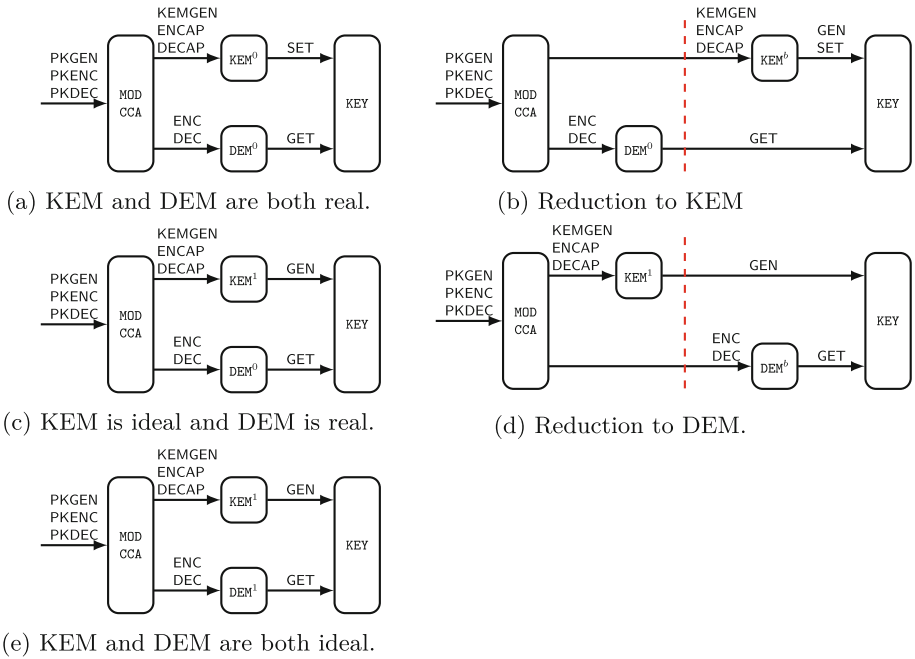 KEMGEN
ENCAP
DECAP
SET
PKGEN
PKENC
PKDEC
MOD
CCA
KEM⁰
KEY
ENC
DEC
DEM⁰
GET
(a) KEM and DEM are both real.
KEMGEN
ENCAP
DECAP
GEN
SET
PKGEN
PKENC
PKDEC
MOD
CCA
KEMᵇ
KEY
ENC
DEC
DEM⁰
GET
(b) Reduction to KEM
KEMGEN
ENCAP
DECAP
GEN
PKGEN
PKENC
PKDEC
MOD
CCA
KEM¹
KEY
ENC
DEC
DEM⁰
GET
(c) KEM is ideal and DEM is real.
KEMGEN
ENCAP
DECAP
GEN
PKGEN
PKENC
PKDEC
MOD
CCA
KEM¹
KEY
ENC
DEC
DEMᵇ
GET
(d) Reduction to DEM.
KEMGEN
ENCAP
DECAP
GEN
PKGEN
PKENC
PKDEC
MOD
CCA
KEM¹
KEY
ENC
DEC
DEM¹
GET
(e) KEM and DEM are both ideal.